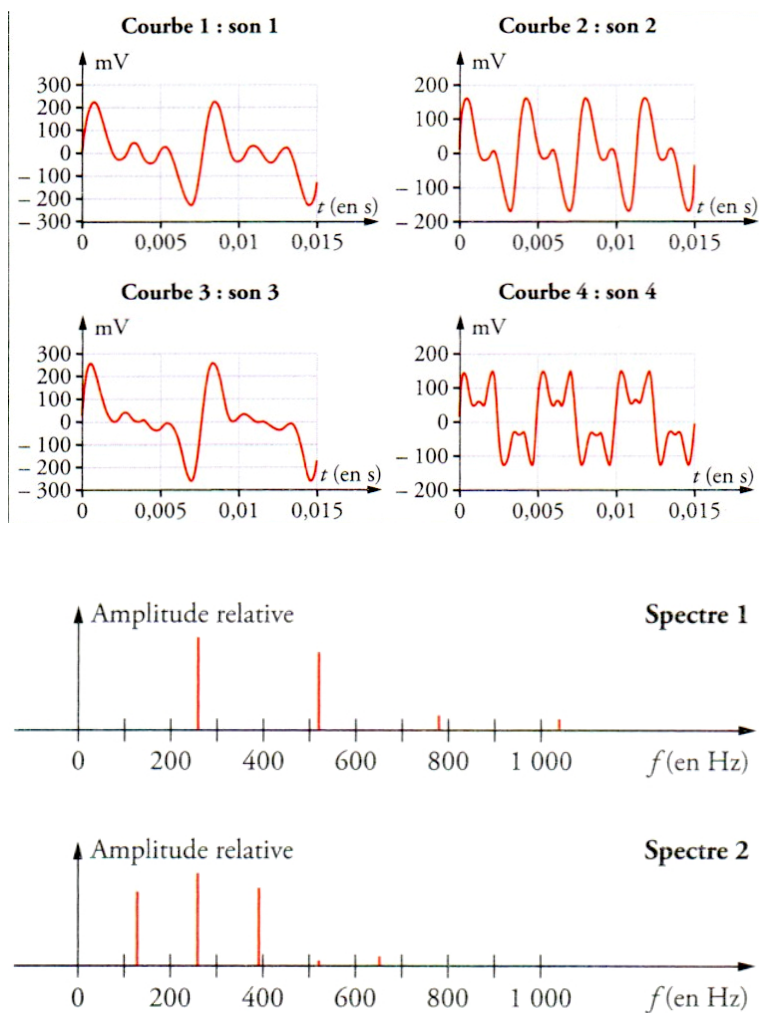 Courbe 1 : son 1
mV
300
200
100
0
– 100
– 200
– 300
t (en s)
0 0,005 0,01 0,015
Courbe 2 : son 2
mV
200
100
0
– 100
– 200
t (en s)
0 0,005 0,01 0,015
Courbe 3 : son 3
mV
300
200
100
0
– 100
– 200
– 300
t (en s)
0 0,005 0,01 0,015
Courbe 4 : son 4
mV
200
100
0
– 100
– 200
t (en s)
0 0,005 0,01 0,015
Amplitude relative Spectre 1
0 200 400 600 800 1 000 f (en Hz)
Amplitude relative Spectre 2
0 200 400 600 800 1 000 f (en Hz)